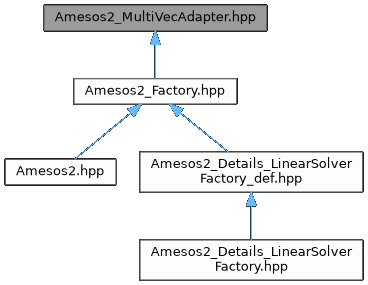 Amesos2_MultiVecAdapter.hpp
Amesos2_Factory.hpp
Amesos2.hpp
Amesos2_Details_LinearSolver
Factory_def.hpp
Amesos2_Details_LinearSolver
Factory.hpp